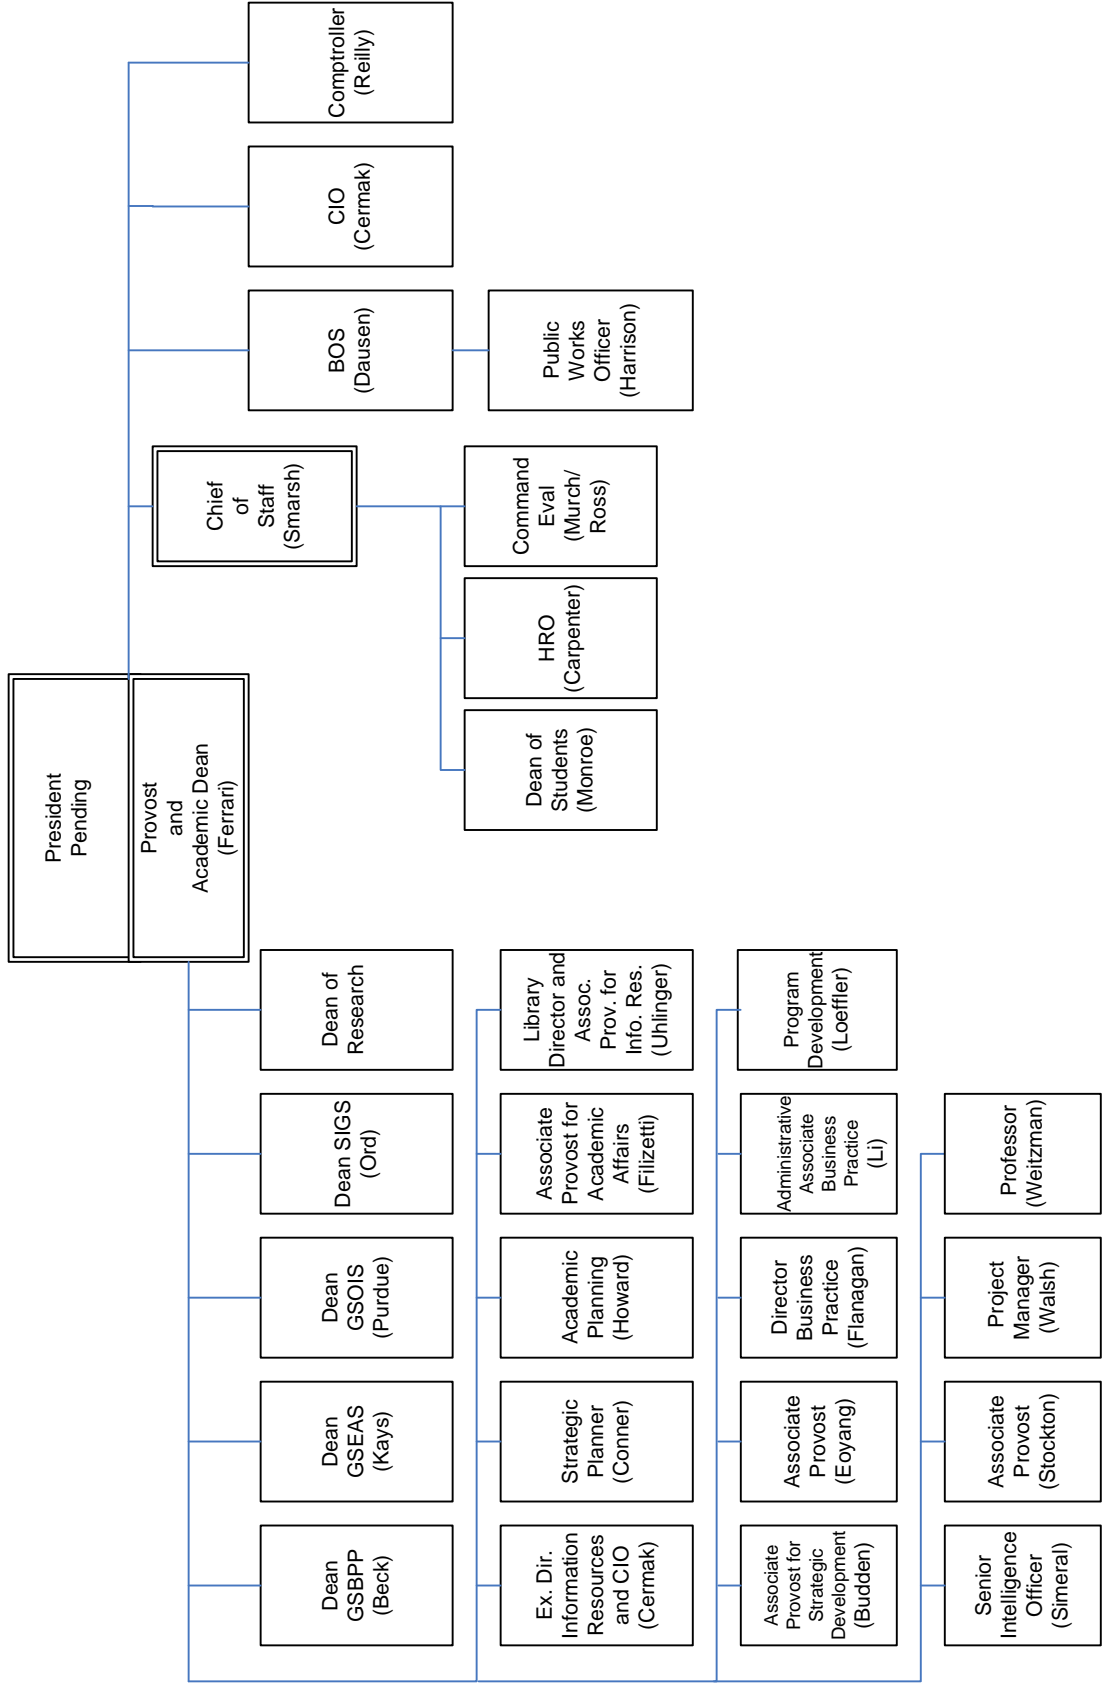 President
Pending
Provost
and
Academic Dean
(Ferrari)
Dean
GSBPP
(Beck)
Dean
GSEAS
(Kays)
Dean
GSOIS
(Purdue)
Dean SIGS
(Ord)
Dean of
Research
Chief
of
Staff
(Smarsh)
BOS
(Dausen)
CIO
(Cermak)
Comptroller
(Reilly)
Dean of
Students
(Monroe)
HRO
(Carpenter)
Command
Eval
(Murch/
Ross)
Public
Works
Officer
(Harrison)
Ex. Dir.
Information
Resources
and CIO
(Cermak)
Strategic
Planner
(Conner)
Academic
Planning
(Howard)
Associate
Provost for
Academic
Affairs
(Filizetti)
Library
Director and
Assoc.
Prov. for
Info. Res.
(Uhlinger)
Associate
Provost for
Strategic
Development
(Budden)
Associate
Provost
(Eoyang)
Director
Business
Practice
(Flanagan)
Administrative
Associate
Business
Practice
(Li)
Program
Development
(Loeffler)
Senior
Intelligence
Officer
(Simeral)
Associate
Provost
(Stockton)
Project
Manager
(Walsh)
Professor
(Weitzman)